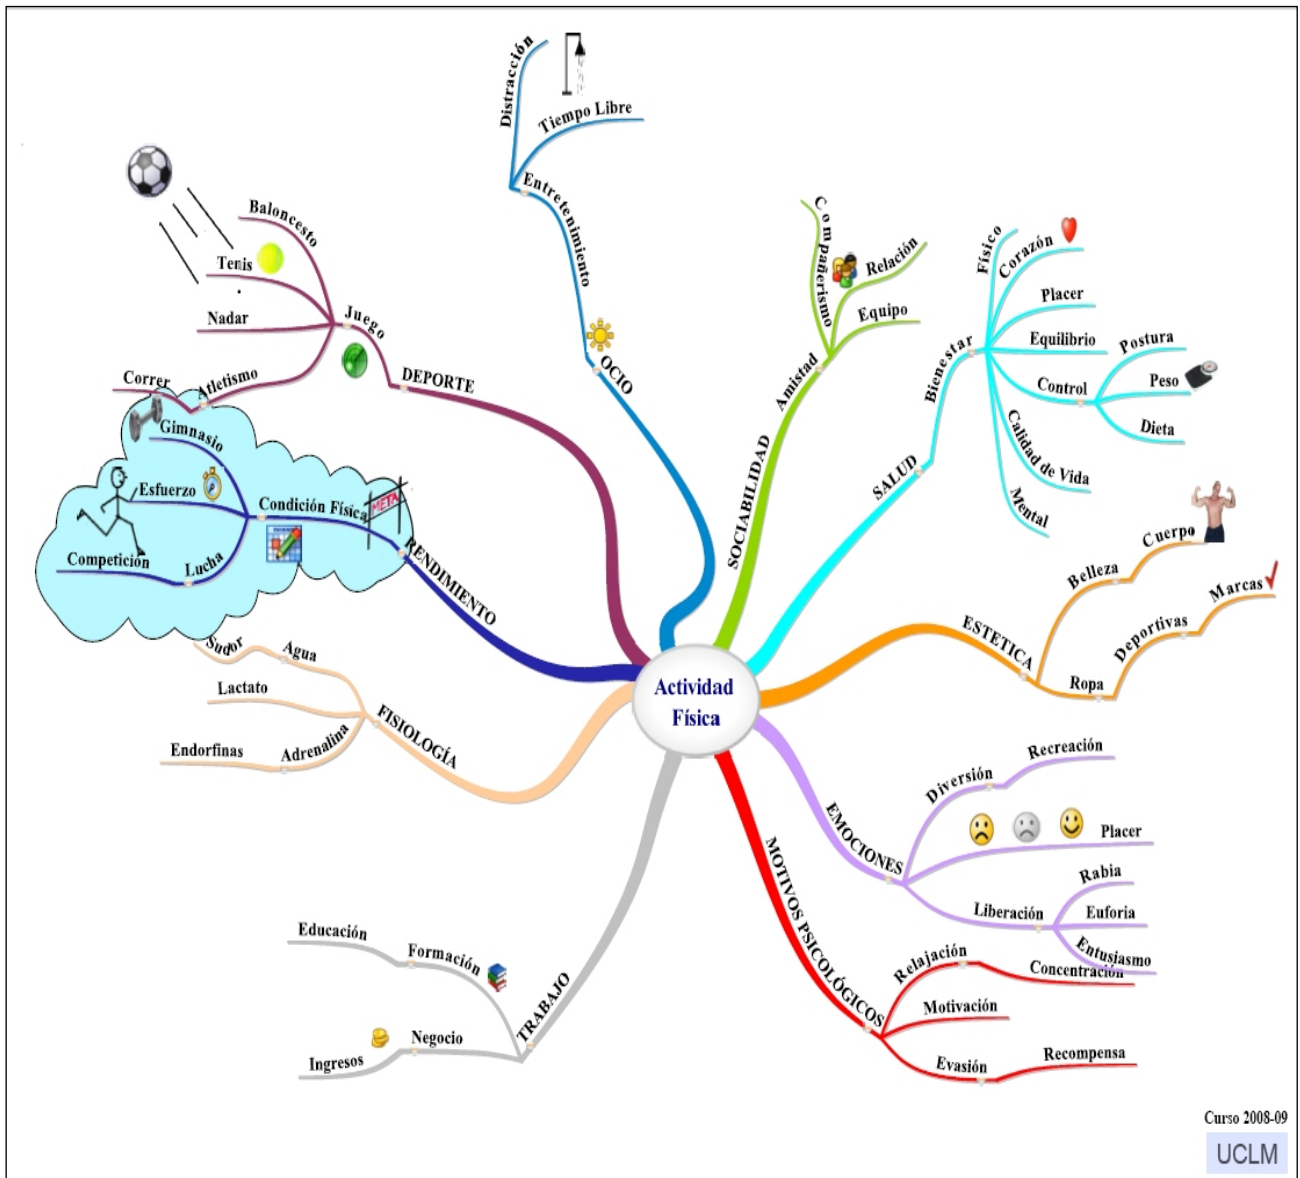 Distracción
Tiempo Libre
Entretenimiento
OCIO
Baloncesto
Tenis
Nadar
Juego
Correr
Atletismo
DEPORTE
Compañerismo
Relación
Equipo
Amistad
SOCIABILIDAD
Físico
Corazón
Placer
Equilibrio
Control
Postura
Peso
Dieta
Calidad de Vida
Mental
Bienestar
SALUD
Gimnasio
Esfuerzo
Condición Física
META
Competición
Lucha
RENDIMIENTO
Cuerpo
Belleza
Marcas
Deportivas
Ropa
ESTETICA
Sudor
Agua
Lactato
Endorfinas
Adrenalina
FISIOLOGÍA
Actividad
Física
Recreación
Diversión
Placer
EMOCIONES
Rabia
Liberación
Euforia
Entusiasmo
MOTIVOS PSICOLÓGICOS
Relajación
Concentración
Motivación
Evasión
Recompensa
Educación
Formación
TRABAJO
Negocio
Ingresos
Curso 2008-09
UCLM